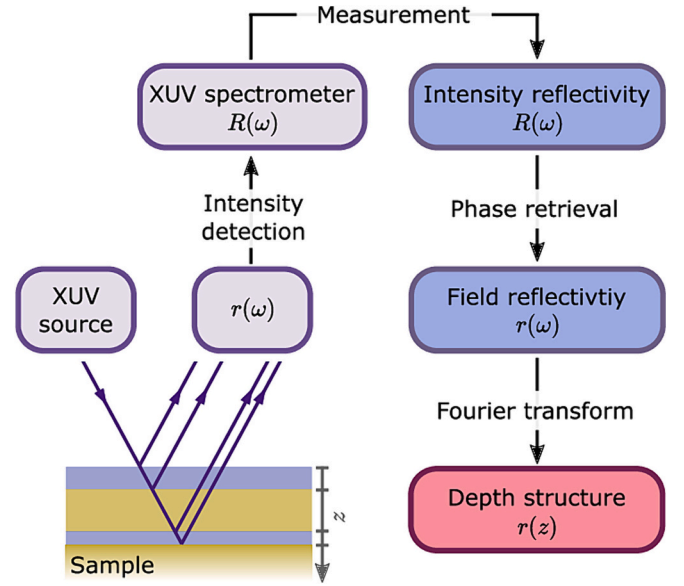 Measurement
XUV spectrometer
R(ω)
Intensity reflectivity
R(ω)
Intensity
detection
Phase retrieval
XUV
source
r(ω)
Field reflectivtiy
r(ω)
Fourier transform
Depth structure
r(z)
z
Sample